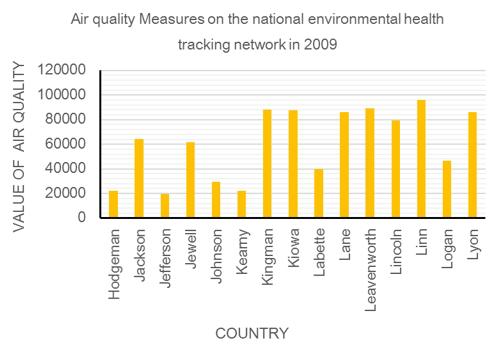 Air quality Measures on the national environmental health
tracking network in 2009
VALUE OF AIR QUALITY
120000
100000
80000
60000
40000
20000
0
Hodgeman
Jackson
Jefferson
Jewell
Johnson
Kearny
Kingman
Kiowa
Labette
Lane
Leavenworth
Lincoln
Linn
Logan
Lyon
COUNTRY